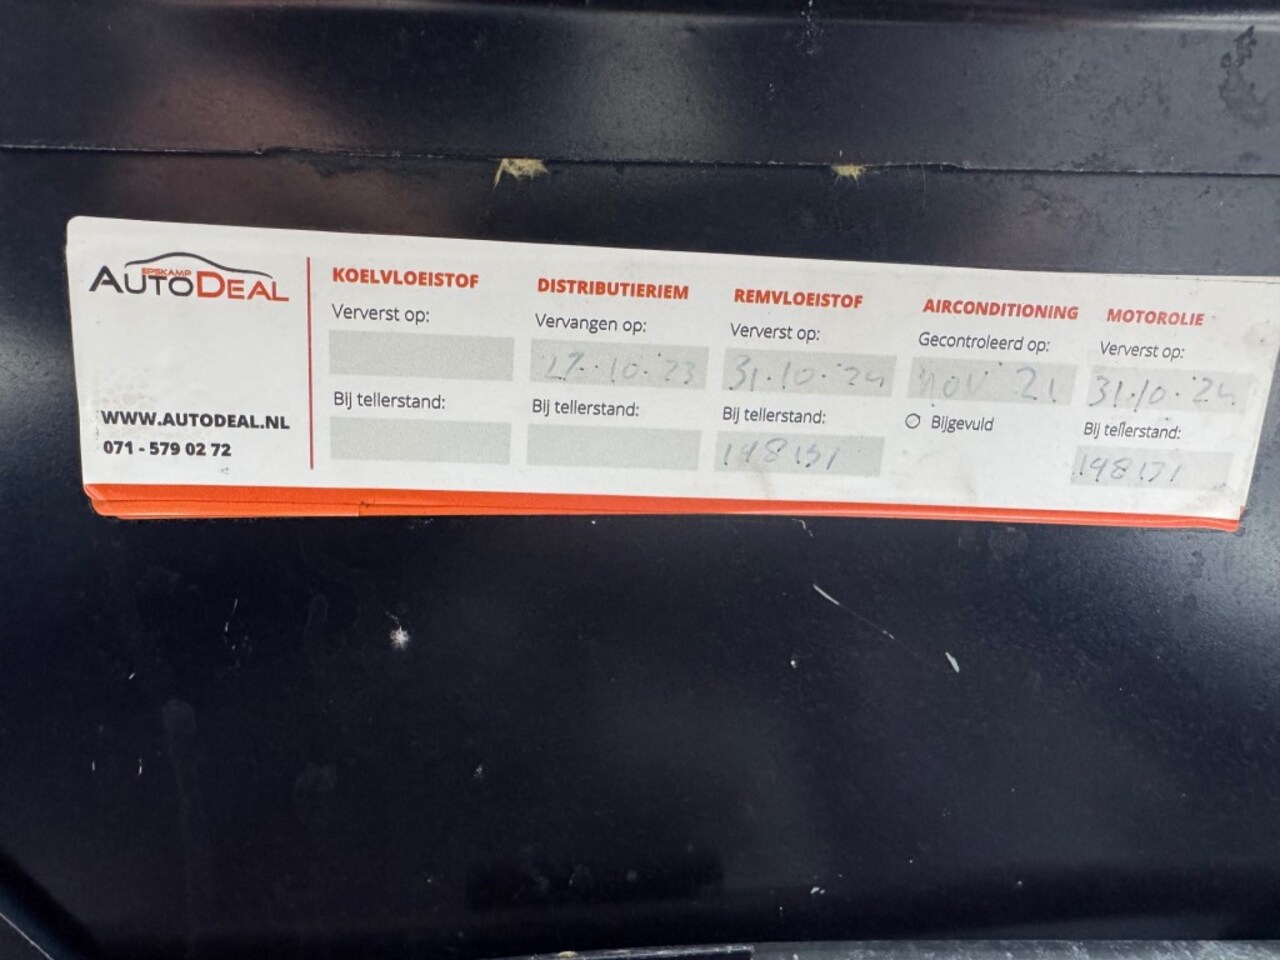 EPSKAMP
AUTODEAL
WWW.AUTODEAL.NL
071 - 579 02 72
KOELVLOEISTOF
Ververst op:
Bij tellerstand:
DISTRIBUTIERIEM
Vervangen op:
27·10·'23
Bij tellerstand:
REMVLOEISTOF
Ververst op:
31·10·'24
Bij tellerstand:
AIRCONDITIONING
Gecontroleerd op:
nov '21
Bijgevuld
MOTOROLIE
Ververst op:
31·10·'24
Bij tellerstand: